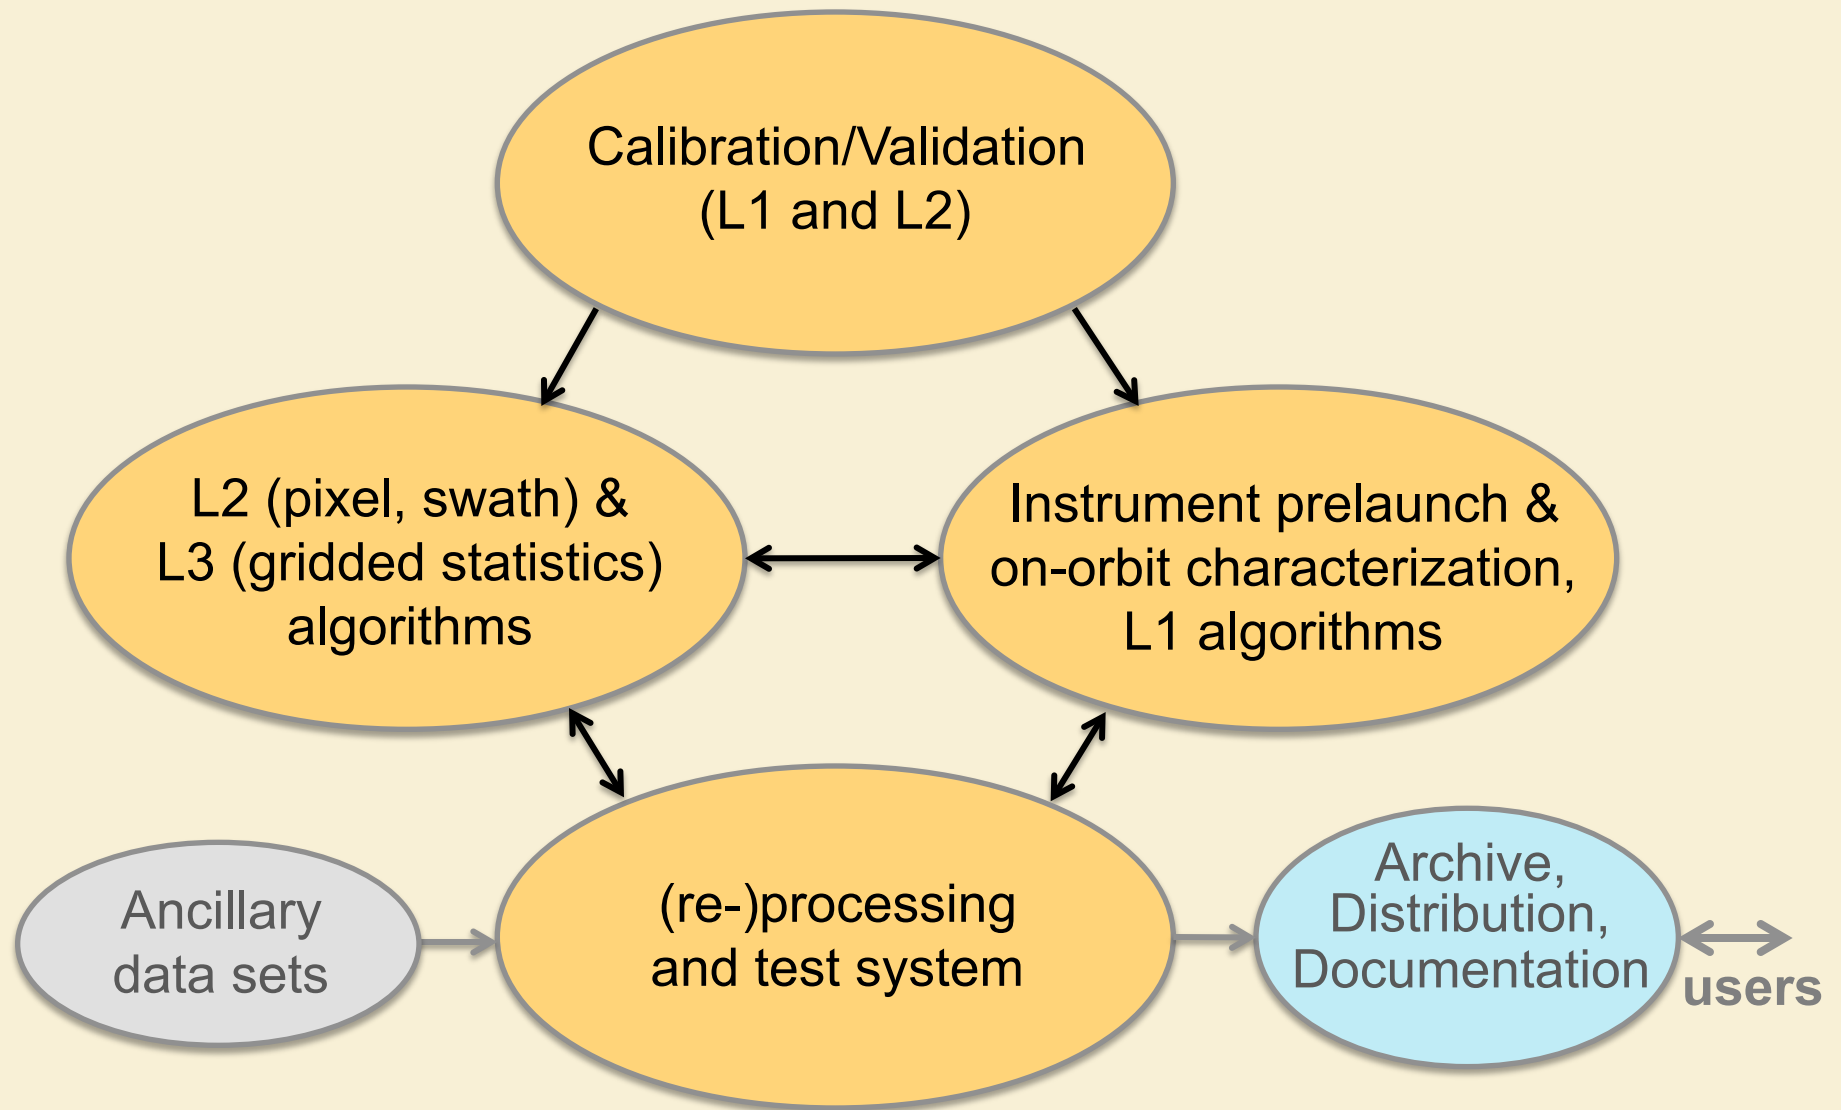 Calibration/Validation
(L1 and L2)
L2 (pixel, swath) &
L3 (gridded statistics)
algorithms
Instrument prelaunch &
on-orbit characterization,
L1 algorithms
Ancillary
data sets
(re-)processing
and test system
Archive,
Distribution,
Documentation
users